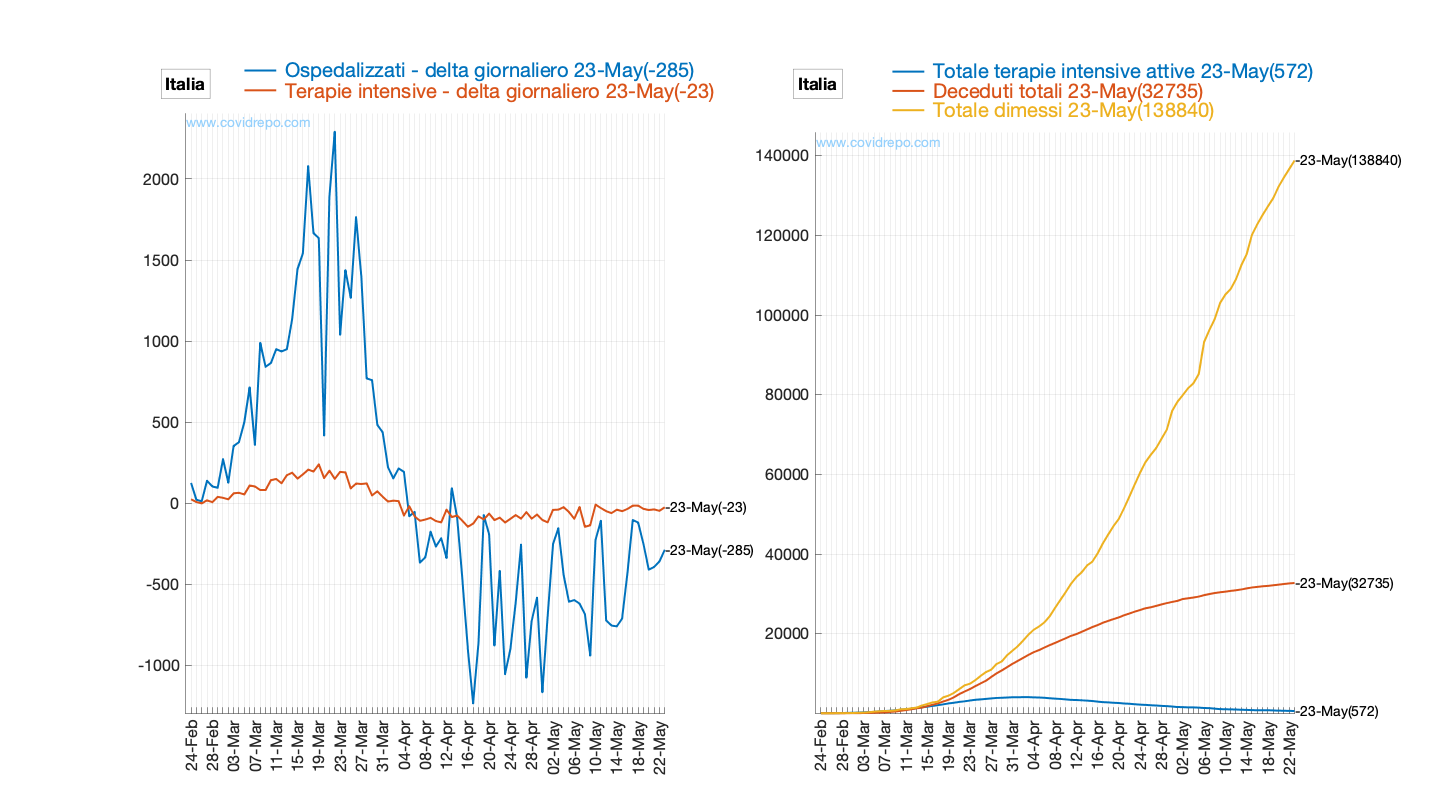 Italia
Ospedalizzati - delta giornaliero 23-May(-285)
Terapie intensive - delta giornaliero 23-May(-23)
www.covidrepo.com
2000
1500
1000
500
0
-500
-1000
-23-May(-23)
-23-May(-285)
24-Feb
28-Feb
03-Mar
07-Mar
11-Mar
15-Mar
19-Mar
23-Mar
27-Mar
31-Mar
04-Apr
08-Apr
12-Apr
16-Apr
20-Apr
24-Apr
28-Apr
02-May
06-May
10-May
14-May
18-May
22-May
Italia
Totale terapie intensive attive 23-May(572)
Deceduti totali 23-May(32735)
Totale dimessi 23-May(138840)
www.covidrepo.com
140000
120000
100000
80000
60000
40000
20000
-23-May(138840)
-23-May(32735)
-23-May(572)
24-Feb
28-Feb
03-Mar
07-Mar
11-Mar
15-Mar
19-Mar
23-Mar
27-Mar
31-Mar
04-Apr
08-Apr
12-Apr
16-Apr
20-Apr
24-Apr
28-Apr
02-May
06-May
10-May
14-May
18-May
22-May